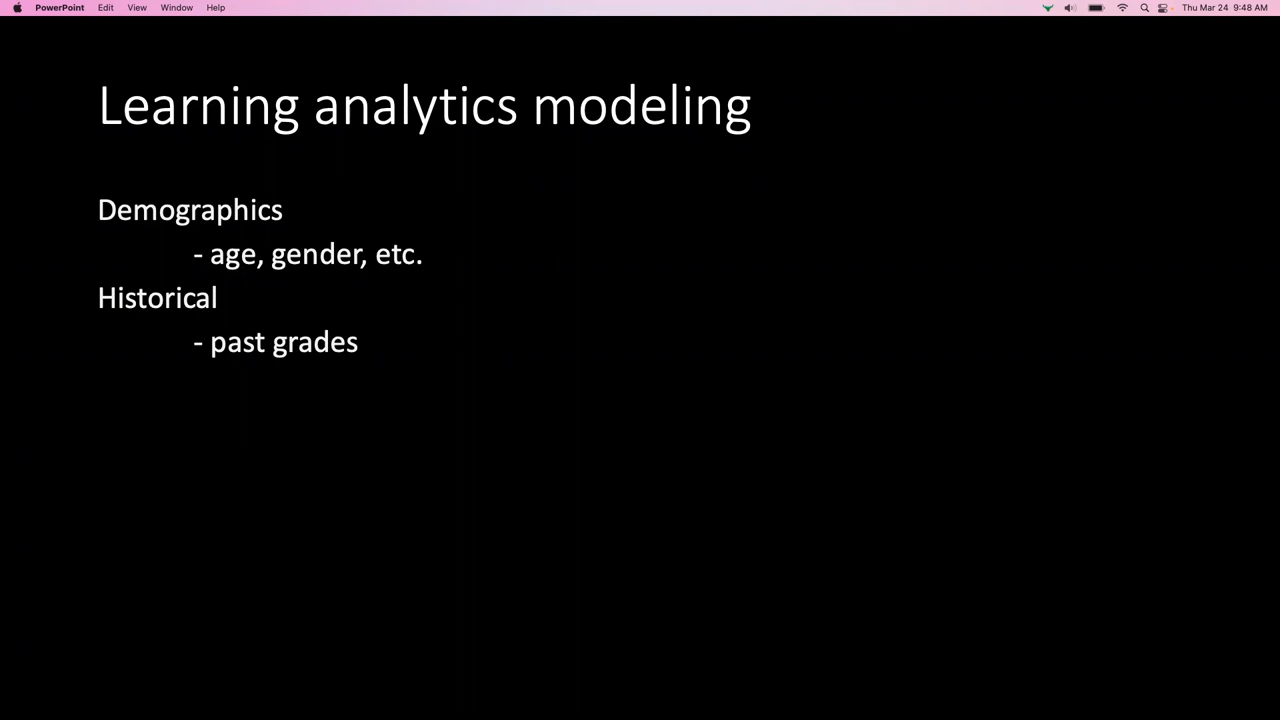 PowerPoint Edit View Window Help Thu Mar 24 9:48 AM
Learning analytics modeling
Demographics
- age, gender, etc.
Historical
- past grades